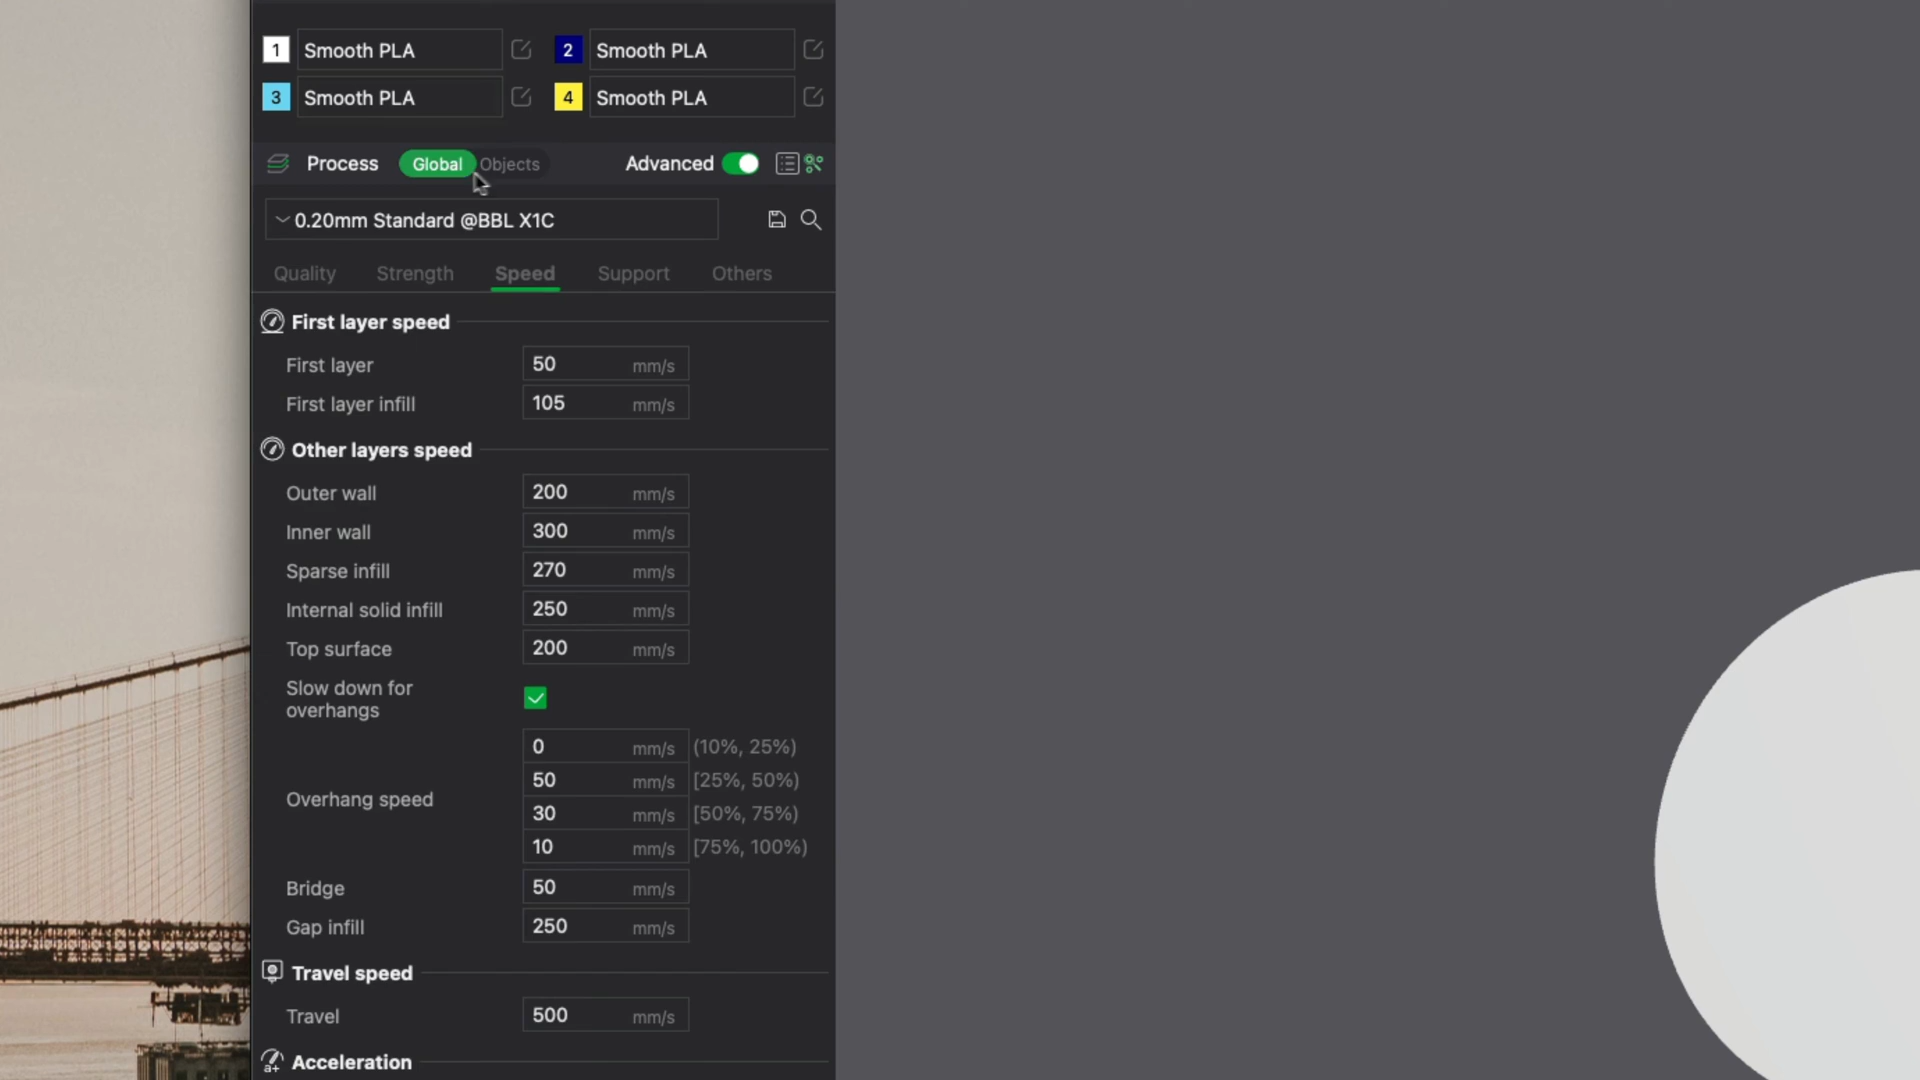 1 Smooth PLA 2 Smooth PLA
3 Smooth PLA 4 Smooth PLA
Process Global Objects Advanced
0.20mm Standard @BBL X1C
Quality Strength Speed Support Others
First layer speed
First layer 50 mm/s
First layer infill 105 mm/s
Other layers speed
Outer wall 200 mm/s
Inner wall 300 mm/s
Sparse infill 270 mm/s
Internal solid infill 250 mm/s
Top surface 200 mm/s
Slow down for
overhangs
Overhang speed
0 mm/s (10%, 25%)
50 mm/s [25%, 50%)
30 mm/s [50%, 75%)
10 mm/s [75%, 100%)
Bridge 50 mm/s
Gap infill 250 mm/s
Travel speed
Travel 500 mm/s
a+ Acceleration